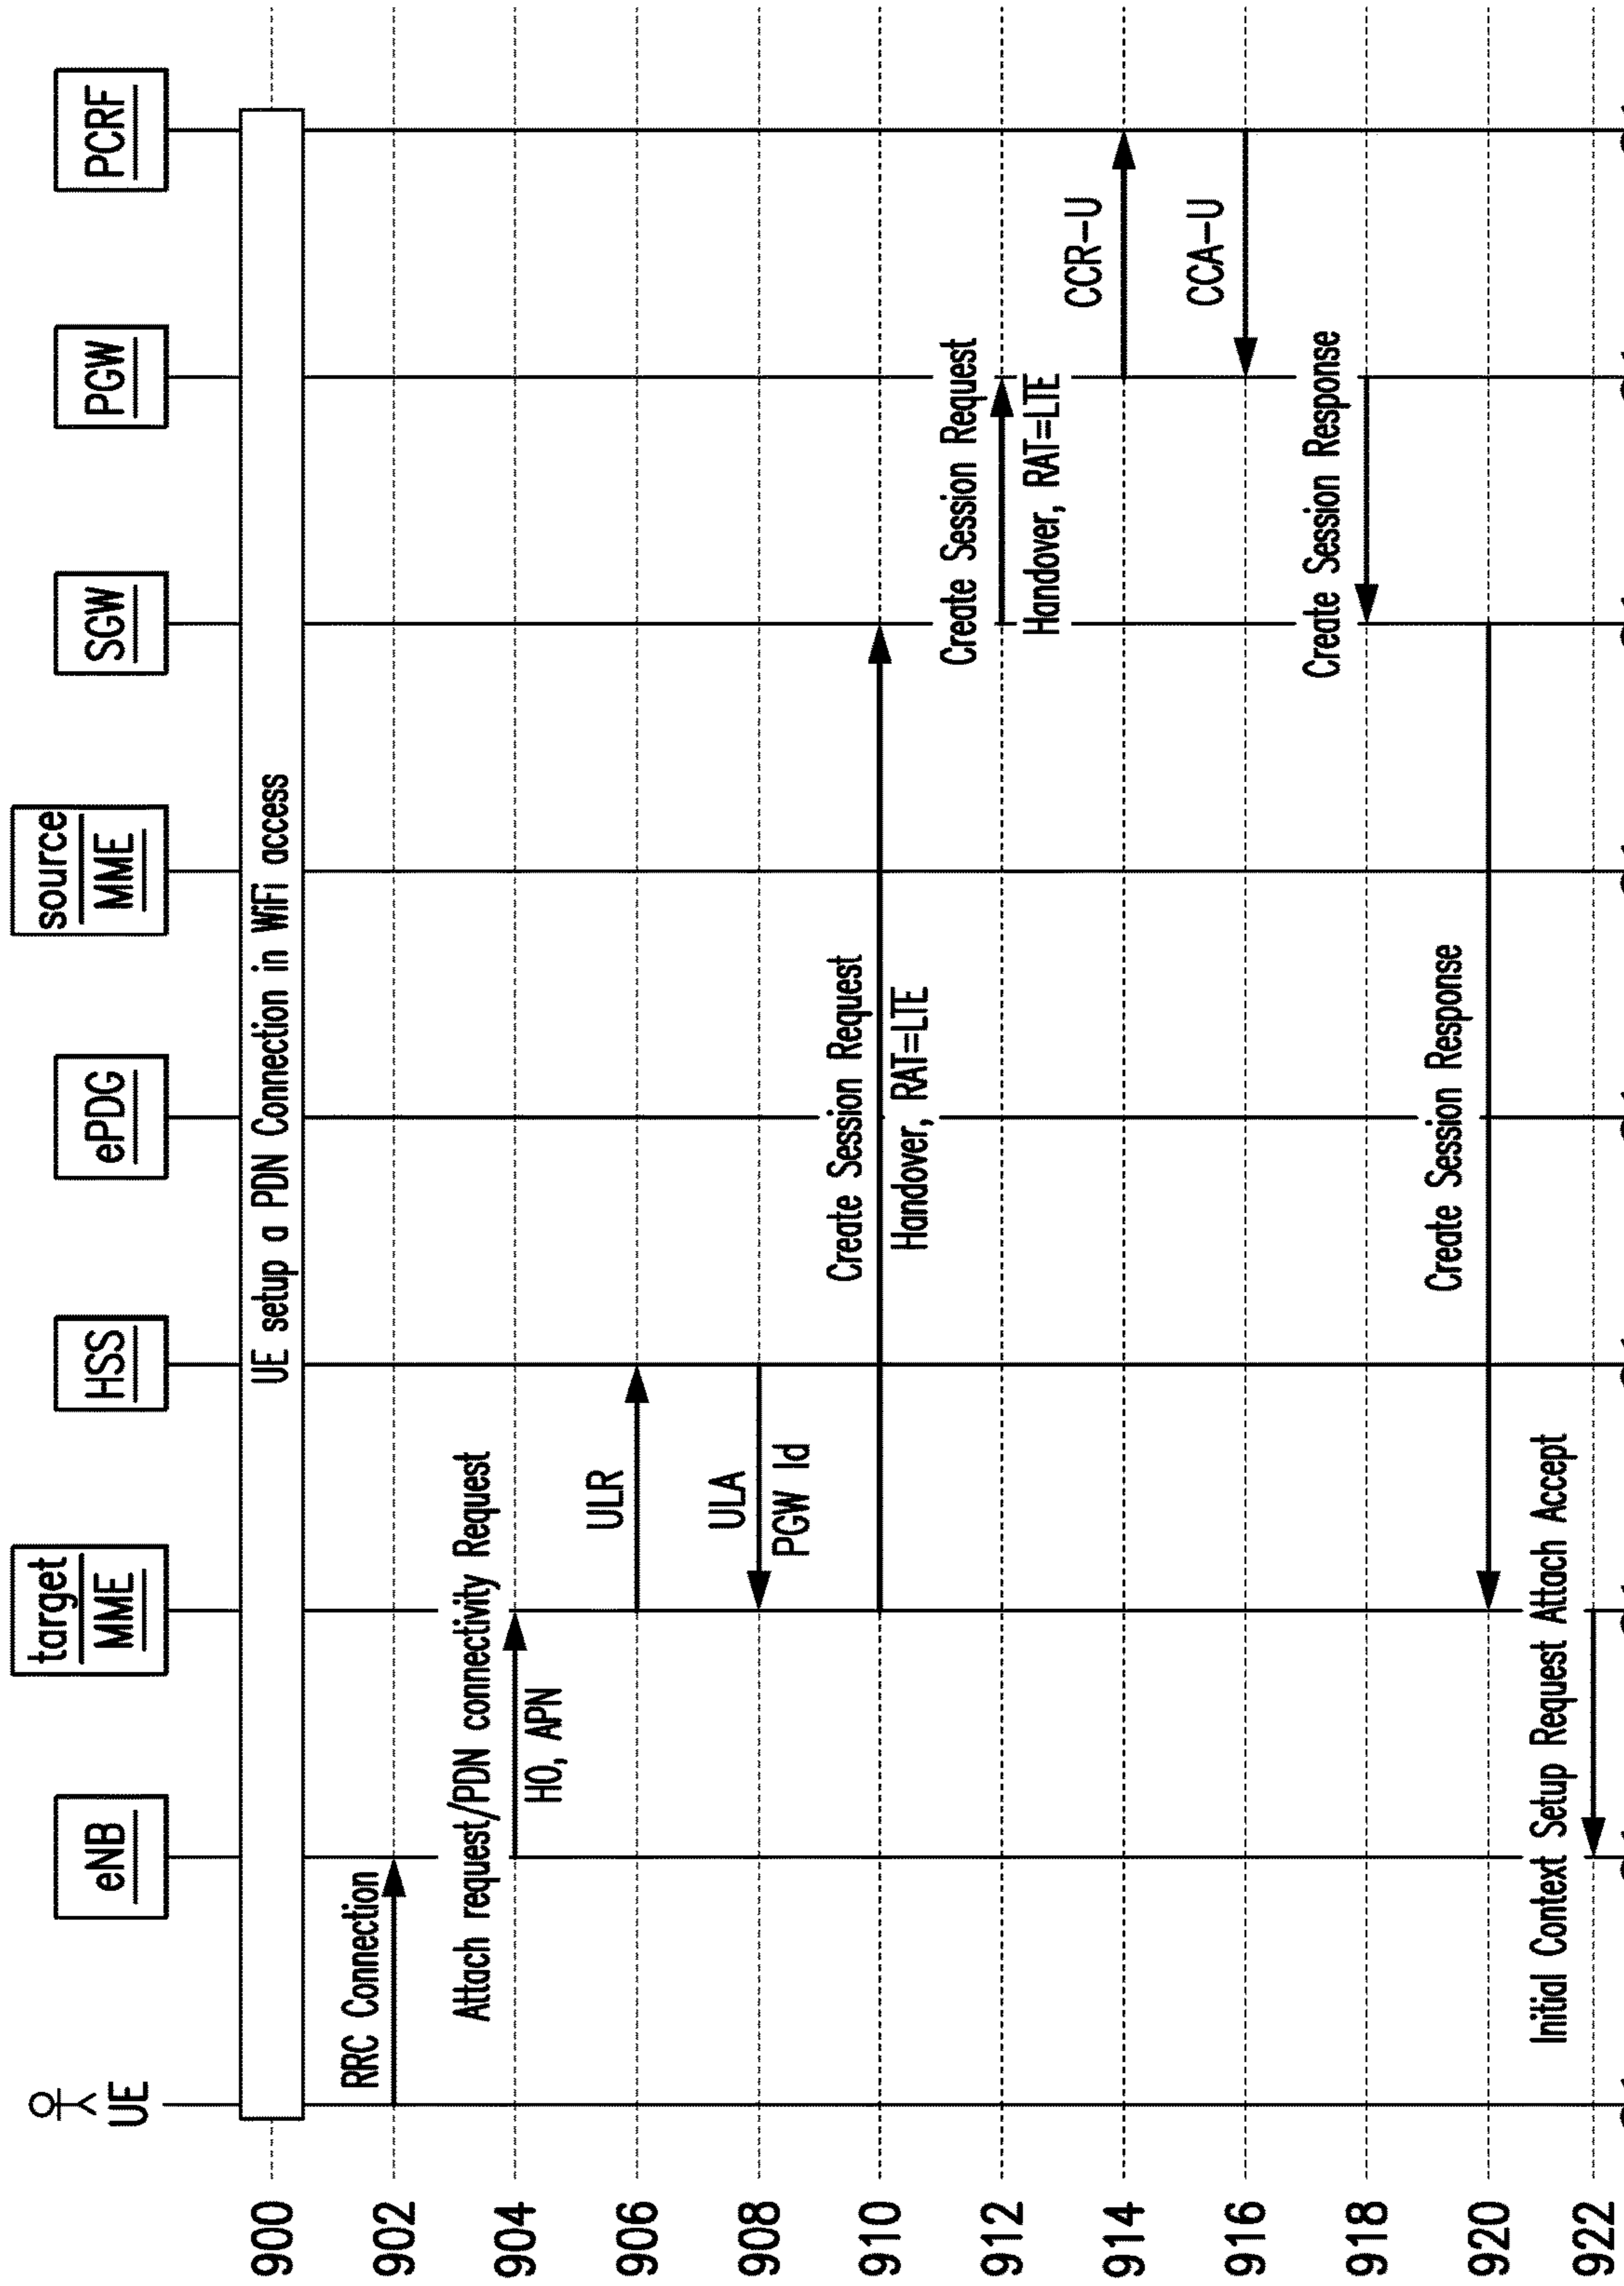 UE
eNB
target
MME
HSS
ePDG
source
MME
SGW
PGW
PCRF
900
UE setup a PDN Connection in WiFi access
902
RRC Connection
904
Attach request/PDN connectivity Request
HO, APN
906
ULR
908
ULA
PGW Id
910
Create Session Request
Handover, RAT=LTE
912
Create Session Request
Handover, RAT=LTE
914
CCR-U
916
CCA-U
918
Create Session Response
920
Create Session Response
922
Initial Context Setup Request Attach Accept